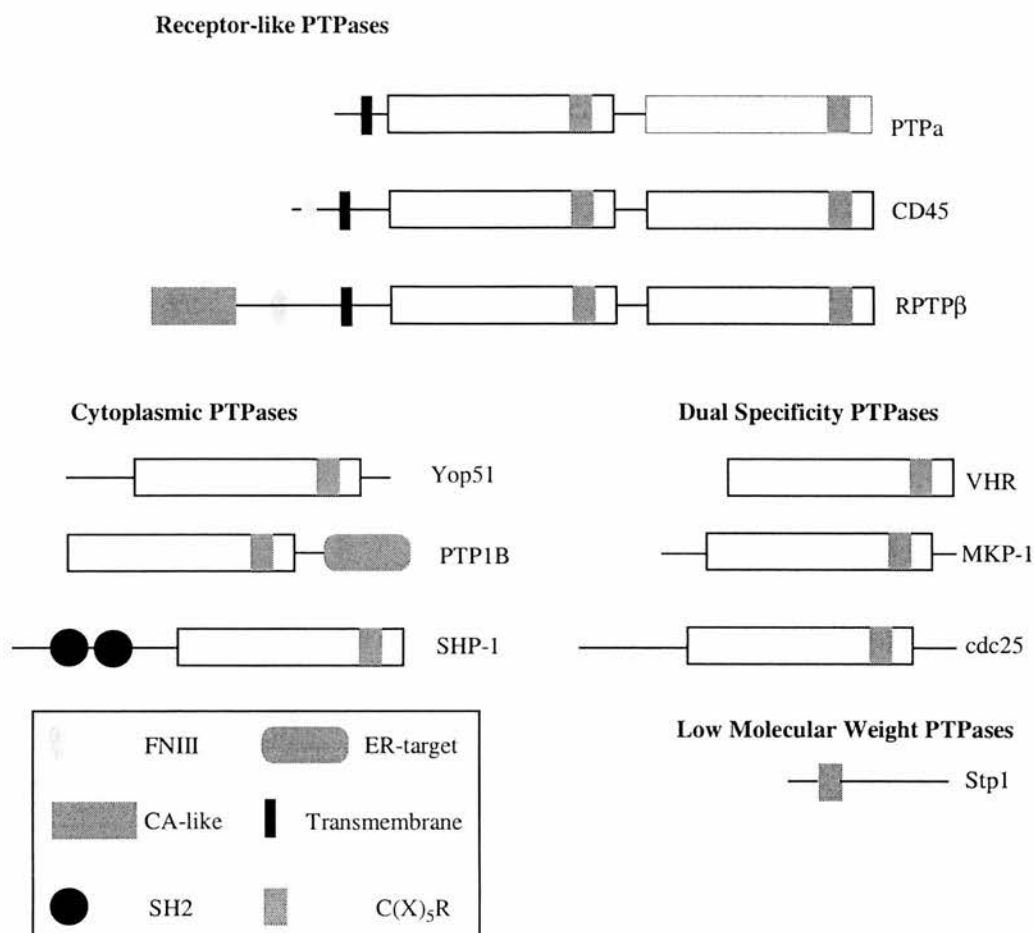 Receptor-like PTPases
PTPa
CD45
RPTPβ
Cytoplasmic PTPases
Yop51
PTP1B
SHP-1
Dual Specificity PTPases
VHR
MKP-1
cdc25
Low Molecular Weight PTPases
Stp1
FNIII
ER-target
CA-like
Transmembrane
SH2
C(X)₅R